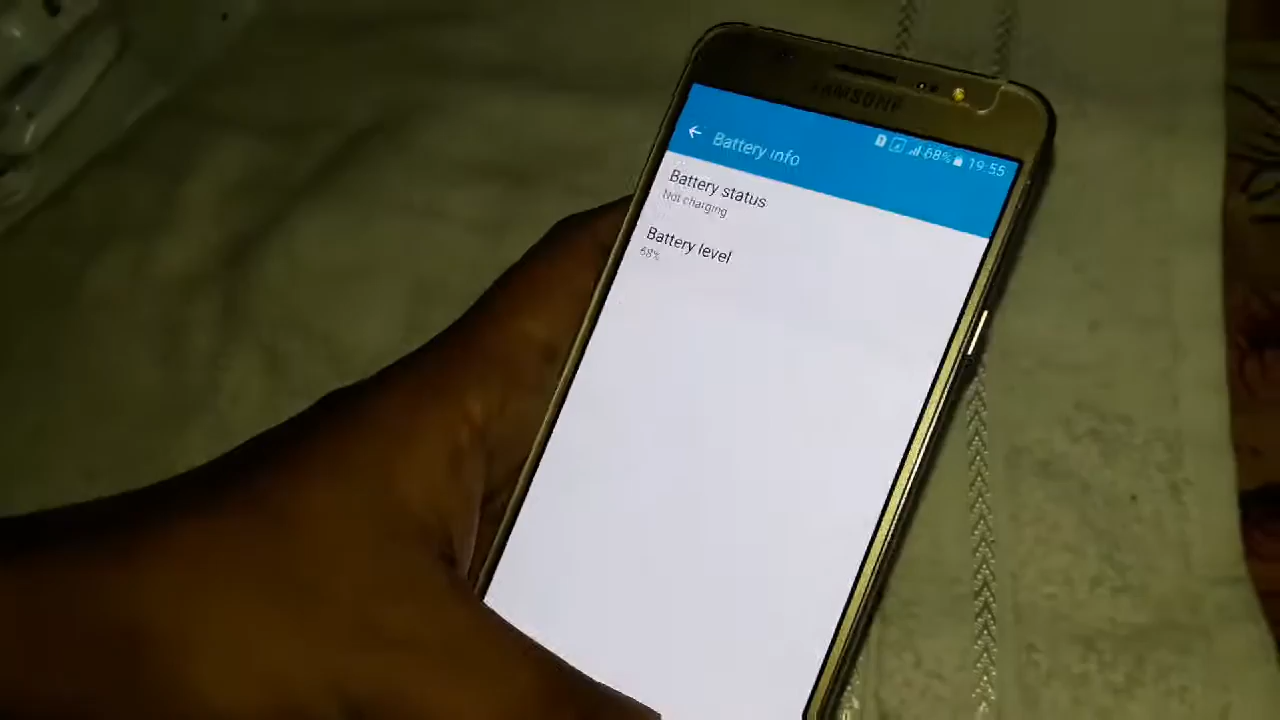 SAMSUNG
68% 19:55
Battery info
Battery status
Not charging
Battery level
68%